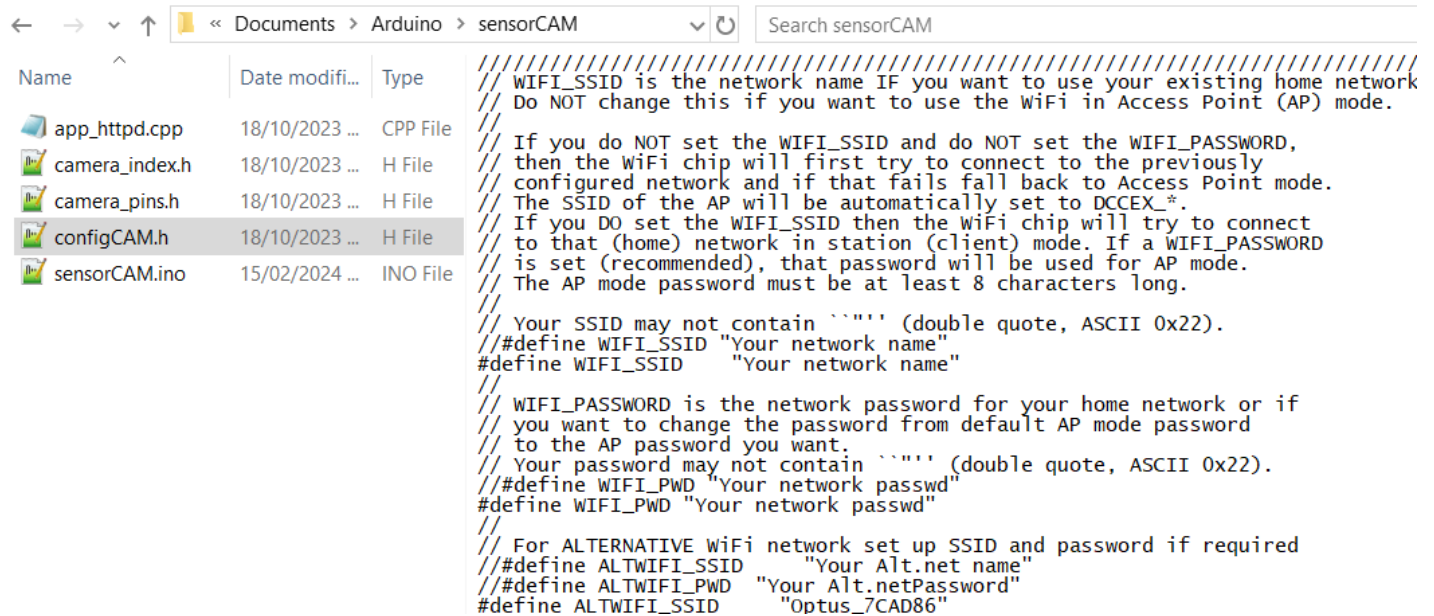 « Documents > Arduino > sensorCAM
Search sensorCAM
Name Date modifi... Type
app_httpd.cpp 18/10/2023 ... CPP File
camera_index.h 18/10/2023 ... H File
camera_pins.h 18/10/2023 ... H File
configCAM.h 18/10/2023 ... H File
sensorCAM.ino 15/02/2024 ... INO File
////////////////////////////////////////////////////////////////////////
// WIFI_SSID is the network name IF you want to use your existing home network
// Do NOT change this if you want to use the WiFi in Access Point (AP) mode.
//
// If you do NOT set the WIFI_SSID and do NOT set the WIFI_PASSWORD,
// then the WiFi chip will first try to connect to the previously
// configured network and if that fails fall back to Access Point mode.
// The SSID of the AP will be automatically set to DCCEX_*.
// If you DO set the WIFI_SSID then the WiFi chip will try to connect
// to that (home) network in station (client) mode. If a WIFI_PASSWORD
// is set (recommended), that password will be used for AP mode.
// The AP mode password must be at least 8 characters long.
//
// Your SSID may not contain ``"'' (double quote, ASCII 0x22).
//#define WIFI_SSID "Your network name"
#define WIFI_SSID    "Your network name"
//
// WIFI_PASSWORD is the network password for your home network or if
// you want to change the password from default AP mode password
// to the AP password you want.
// Your password may not contain ``"'' (double quote, ASCII 0x22).
//#define WIFI_PWD "Your network passwd"
#define WIFI_PWD "Your network passwd"
//
// For ALTERNATIVE WiFi network set up SSID and password if required
//#define ALTWIFI_SSID    "Your Alt.net name"
//#define ALTWIFI_PWD  "Your Alt.netPassword"
#define ALTWIFI_SSID    "Optus_7CAD86"